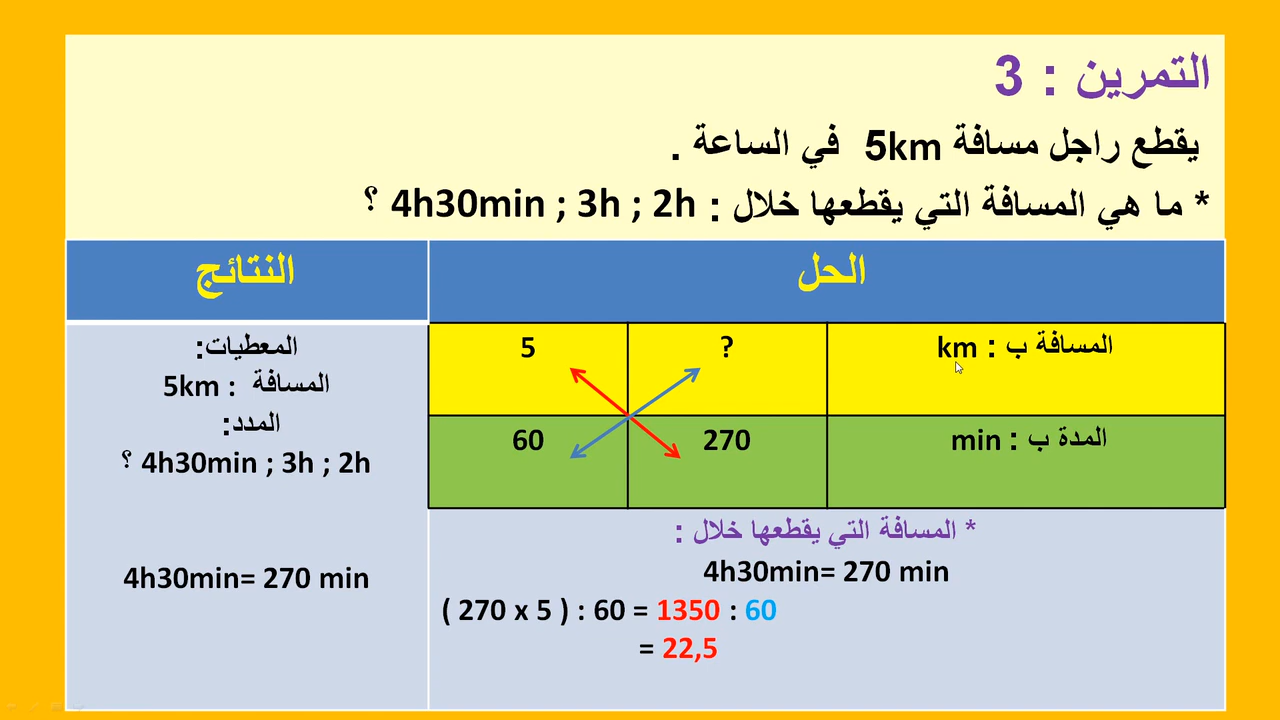 التمرين : 3
يقطع راجل مسافة 5km في الساعة .
* ما هي المسافة التي يقطعها خلال : 4h30min ; 3h ; 2h ؟
الحل
النتائج
المسافة ب : km
?
5
المدة ب : min
270
60
* المسافة التي يقطعها خلال :
4h30min= 270 min
( 270 x 5 ) : 60 = 1350 : 60
= 22,5
المعطيات:
المسافة : 5km
المدد:
4h30min ; 3h ; 2h ؟
4h30min= 270 min